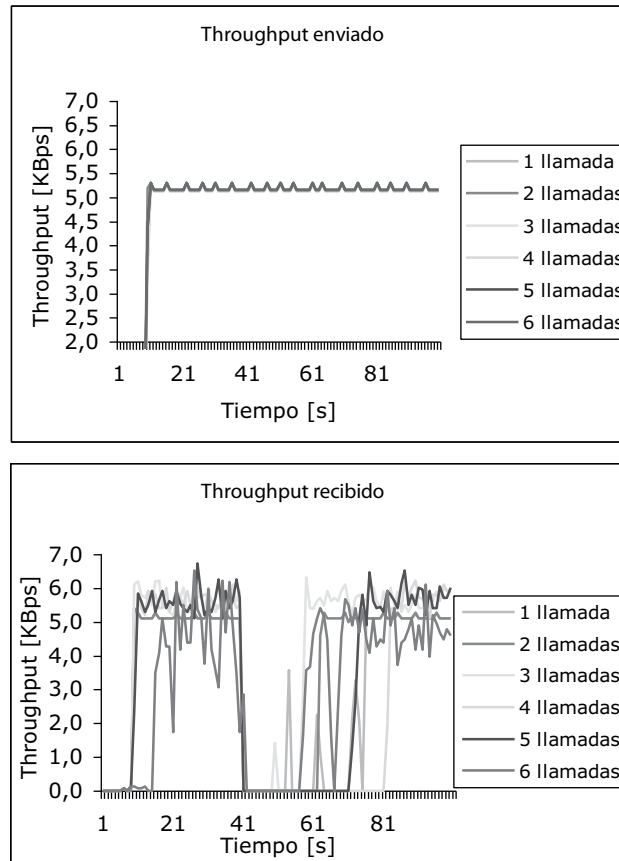 Throughput enviado
Throughput [KBps]
7,0
6,5
6,0
5,5
5,0
4,5
4,0
3,5
3,0
2,5
2,0
1 21 41 61 81
Tiempo [s]
1 llamada
2 llamadas
3 llamadas
4 llamadas
5 llamadas
6 llamadas
Throughput recibido
Throughput [KBps]
7,0
6,0
5,0
4,0
3,0
2,0
1,0
0,0
1 21 41 61 81
Tiempo [s]
1 llamada
2 llamadas
3 llamadas
4 llamadas
5 llamadas
6 llamadas